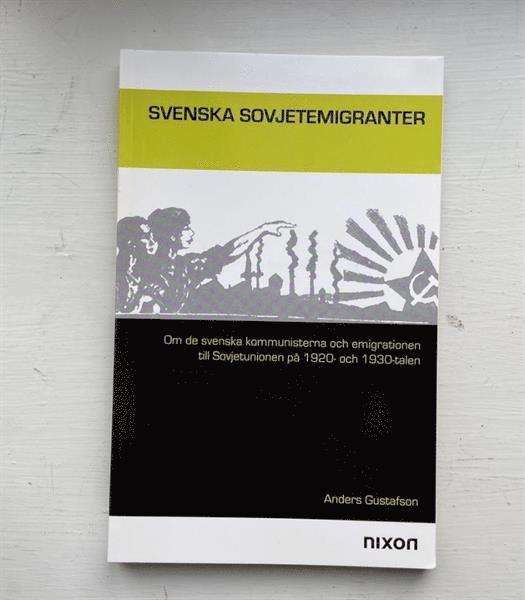 SVENSKA SOVJETEMIGRANTER
Om de svenska kommunisterna och emigrationen
till Sovjetunionen på 1920- och 1930-talen
Anders Gustafson
nixon